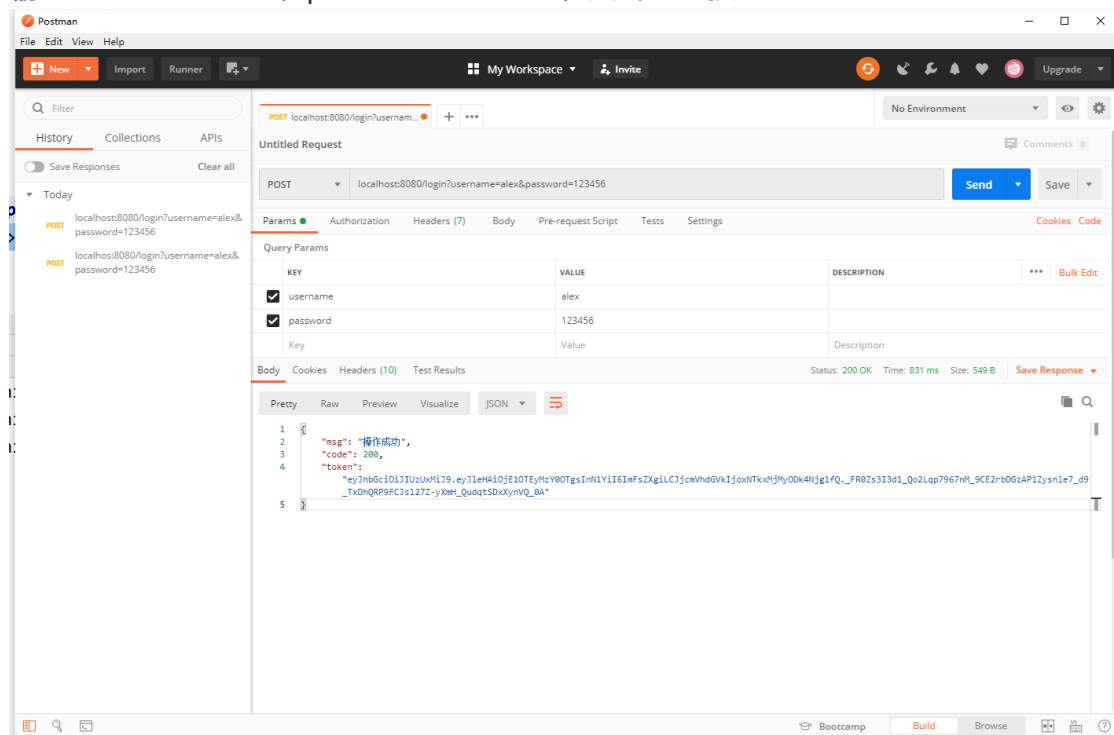 Postman
File Edit View Help
New Import Runner My Workspace Invite Upgrade
Filter
History Collections APIs
Save Responses Clear all
Today
POST localhost:8080/login?username=alex&
password=123456
POST localhost:8080/login?username=alex&
password=123456
POST localhost:8080/login?usernam... No Environment
Untitled Request Comments 0
POST localhost:8080/login?username=alex&password=123456 Send Save
Params Authorization Headers (7) Body Pre-request Script Tests Settings Cookies Code
Query Params
KEY VALUE DESCRIPTION Bulk Edit
username alex
password 123456
Key Value Description
Body Cookies Headers (10) Test Results Status: 200 OK Time: 831 ms Size: 549 B Save Response
Pretty Raw Preview Visualize JSON
1 {
2 "msg": "操作成功",
3 "code": 200,
4 "token":
5 }
Bootcamp Build Browse